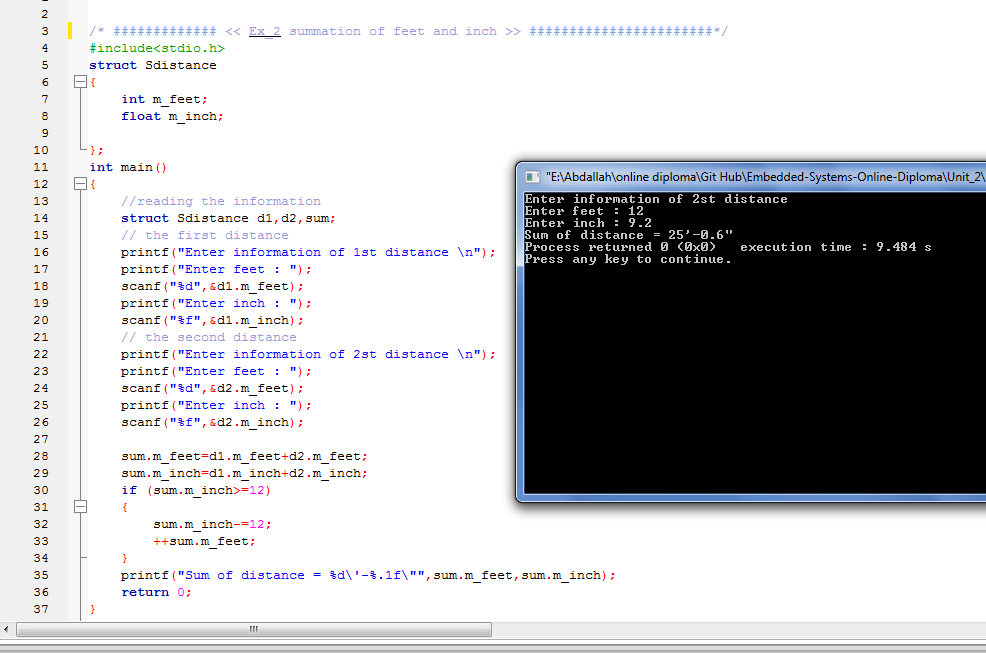 2
3 /* ############# << Ex_2 summation of feet and inch >> #######################*/
4 #include<stdio.h>
5 struct Sdistance
6 {
7 int m_feet;
8 float m_inch;
9
10 };
11 int main()
12 {
13 //reading the information
14 struct Sdistance d1,d2,sum;
15 // the first distance
16 printf("Enter information of 1st distance \n");
17 printf("Enter feet : ");
18 scanf("%d",&d1.m_feet);
19 printf("Enter inch : ");
20 scanf("%f",&d1.m_inch);
21 // the second distance
22 printf("Enter information of 2st distance \n");
23 printf("Enter feet : ");
24 scanf("%d",&d2.m_feet);
25 printf("Enter inch : ");
26 scanf("%f",&d2.m_inch);
27
28 sum.m_feet=d1.m_feet+d2.m_feet;
29 sum.m_inch=d1.m_inch+d2.m_inch;
30 if (sum.m_inch>=12)
31 {
32 sum.m_inch-=12;
33 ++sum.m_feet;
34 }
35 printf("Sum of distance = %d\'-%.1f\"",sum.m_feet,sum.m_inch);
36 return 0;
37 }
"E:\Abdallah\online diploma\Git Hub\Embedded-Systems-Online-Diploma\Unit_2\
Enter information of 2st distance
Enter feet : 12
Enter inch : 9.2
Sum of distance = 25'-0.6"
Process returned 0 (0x0) execution time : 9.484 s
Press any key to continue.